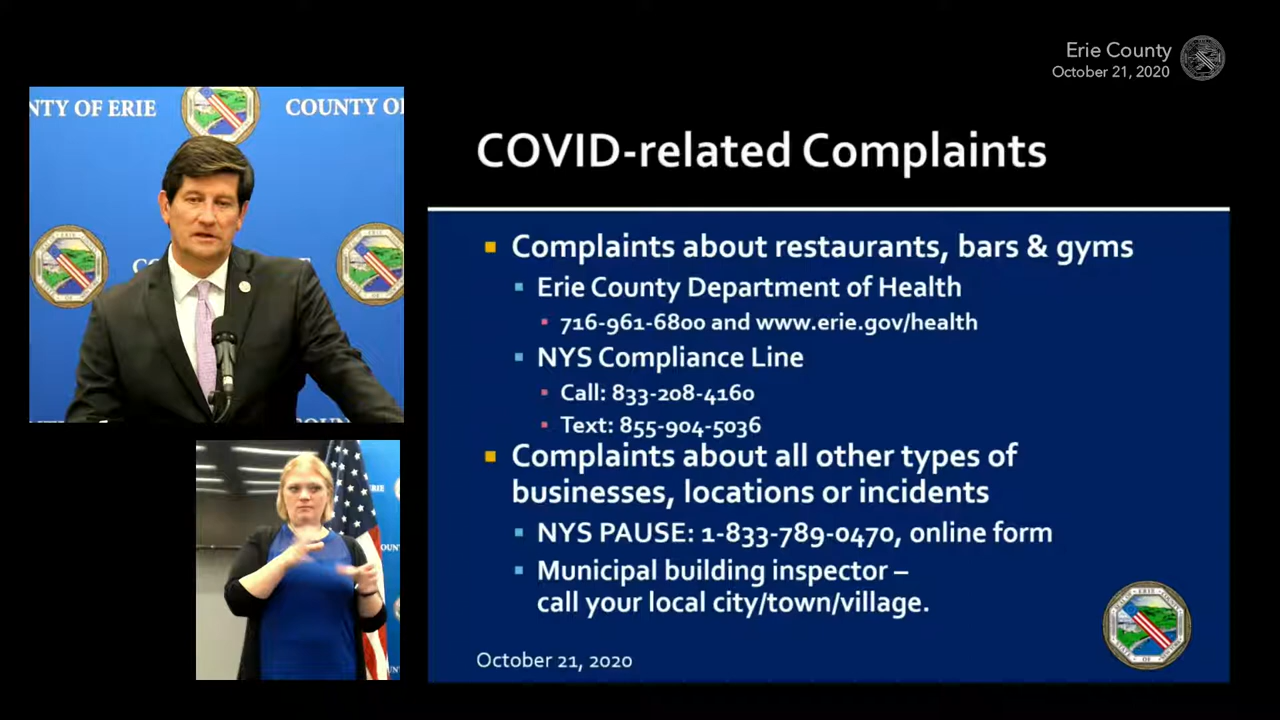 Erie County
October 21, 2020
NTY OF ERIE
COUNTY O
COVID-related Complaints
Complaints about restaurants, bars & gyms
Erie County Department of Health
716-961-6800 and www.erie.gov/health
NYS Compliance Line
Call: 833-208-4160
Text: 855-904-5036
Complaints about all other types of
businesses, locations or incidents
NYS PAUSE: 1-833-789-0470, online form
Municipal building inspector –
call your local city/town/village.
October 21, 2020